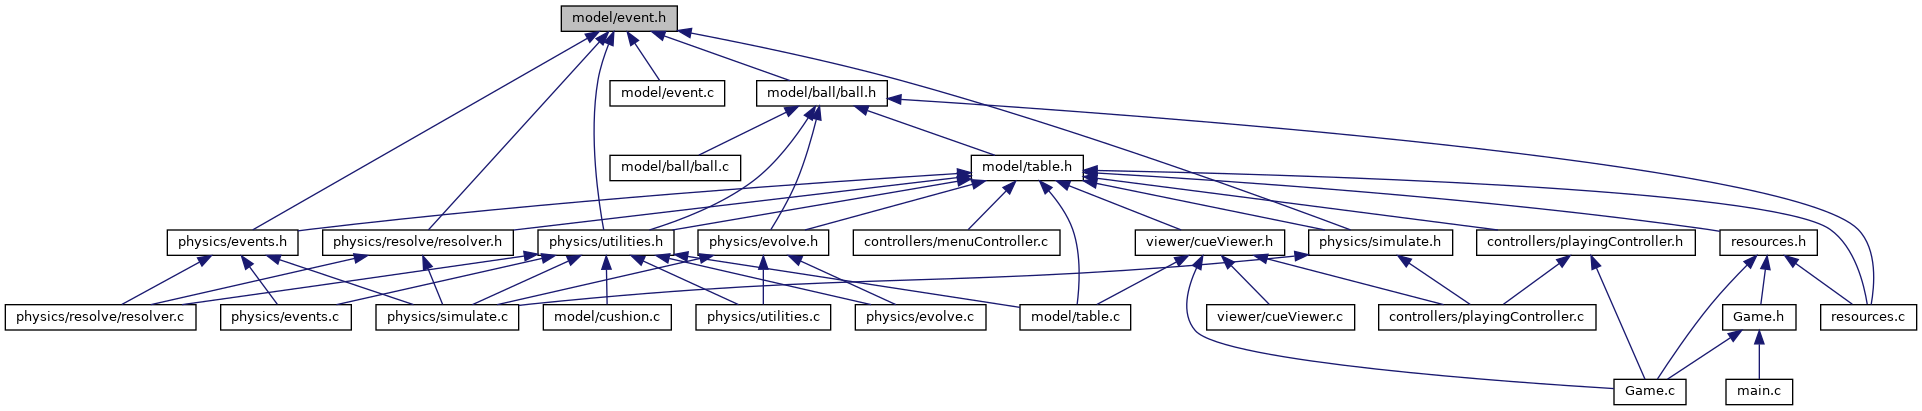 model/event.h
model/event.c
model/ball/ball.h
model/ball/ball.c
model/table.h
physics/events.h
physics/resolve/resolver.h
physics/utilities.h
physics/evolve.h
controllers/menuController.c
viewer/cueViewer.h
physics/simulate.h
controllers/playingController.h
resources.h
physics/resolve/resolver.c
physics/events.c
physics/simulate.c
model/cushion.c
physics/utilities.c
physics/evolve.c
model/table.c
viewer/cueViewer.c
controllers/playingController.c
Game.h
resources.c
Game.c
main.c